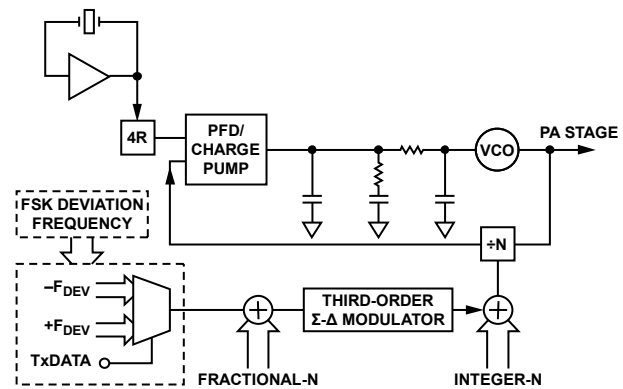 4R
PFD/
CHARGE
PUMP
VCO
PA STAGE
FSK DEVIATION
FREQUENCY
÷N
–FDEV
+FDEV
TxDATA
THIRD-ORDER
Σ-Δ MODULATOR
FRACTIONAL-N
INTEGER-N